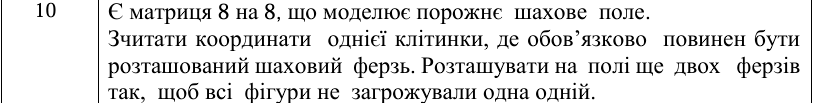 10
Є матриця 8 на 8, що моделює порожнє шахове поле.
Зчитати координати однієї клітинки, де обов’язково повинен бути
розташований шаховий ферзь. Розташувати на полі ще двох ферзів
так, щоб всі фігури не загрожували одна одній.